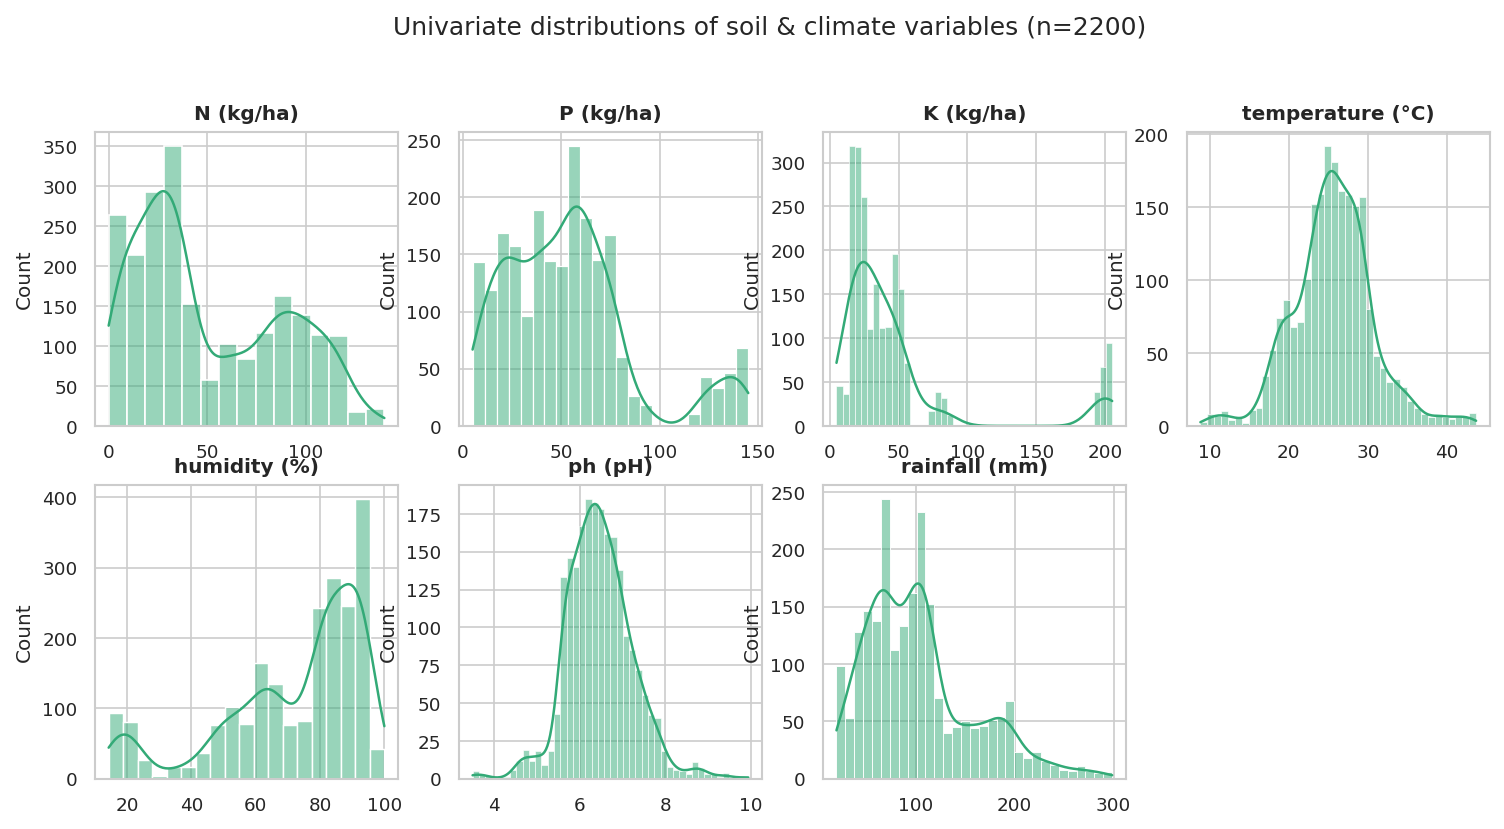 Univariate distributions of soil & climate variables (n=2200)
N (kg/ha)
Count
350
300
250
200
150
100
50
0
0 50 100
P (kg/ha)
Count
250
200
150
100
50
0
0 50 100 150
K (kg/ha)
Count
300
250
200
150
100
50
0
0 50 100 150 200
temperature (°C)
Count
200
150
100
50
0
10 20 30 40
humidity (%)
Count
400
300
200
100
0
20 40 60 80 100
ph (pH)
Count
175
150
125
100
75
50
25
0
4 6 8 10
rainfall (mm)
Count
250
200
150
100
50
0
100 200 300